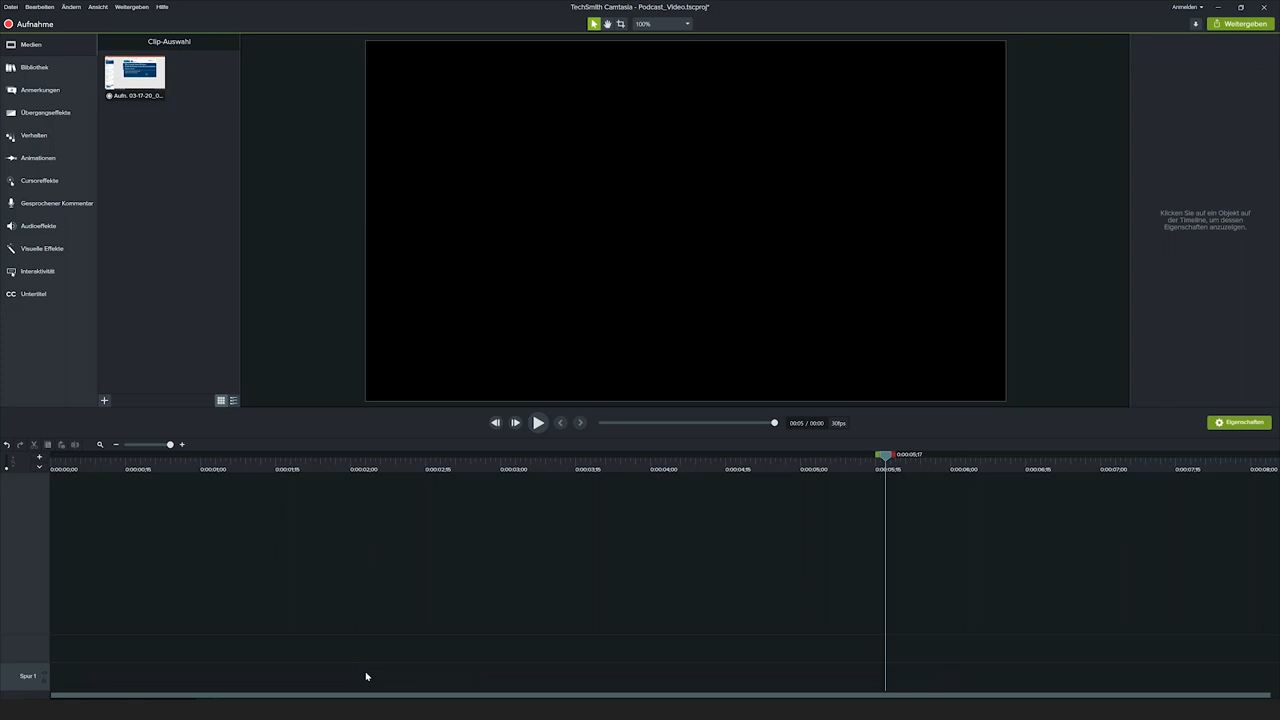 Datei Bearbeiten Ändern Ansicht Weitergeben Hilfe
TechSmith Camtasia - Podcast_Video.tscproj*
Anmelden
Aufnahme
100%
Weitergeben
Medien
Bibliothek
Anmerkungen
Übergangseffekte
Verhalten
Animationen
Cursoreffekte
Gesprochener Kommentar
Audioeffekte
Visuelle Effekte
Interaktivität
CC Untertitel
Clip-Auswahl
Aufn. 03-17-20_0...
Klicken Sie auf ein Objekt auf
der Timeline, um dessen
Eigenschaften anzuzeigen.
00:05 / 00:00 30fps
Eigenschaften
0:00:05;17
0:00:00;00 0:00:00;15 0:00:01;00 0:00:01;15 0:00:02;00 0:00:02;15 0:00:03;00 0:00:03;15 0:00:04;00 0:00:04;15 0:00:05;00 0:00:05;15 0:00:06;00 0:00:06;15 0:00:07;00 0:00:07;15 0:00:08;00
Spur 1